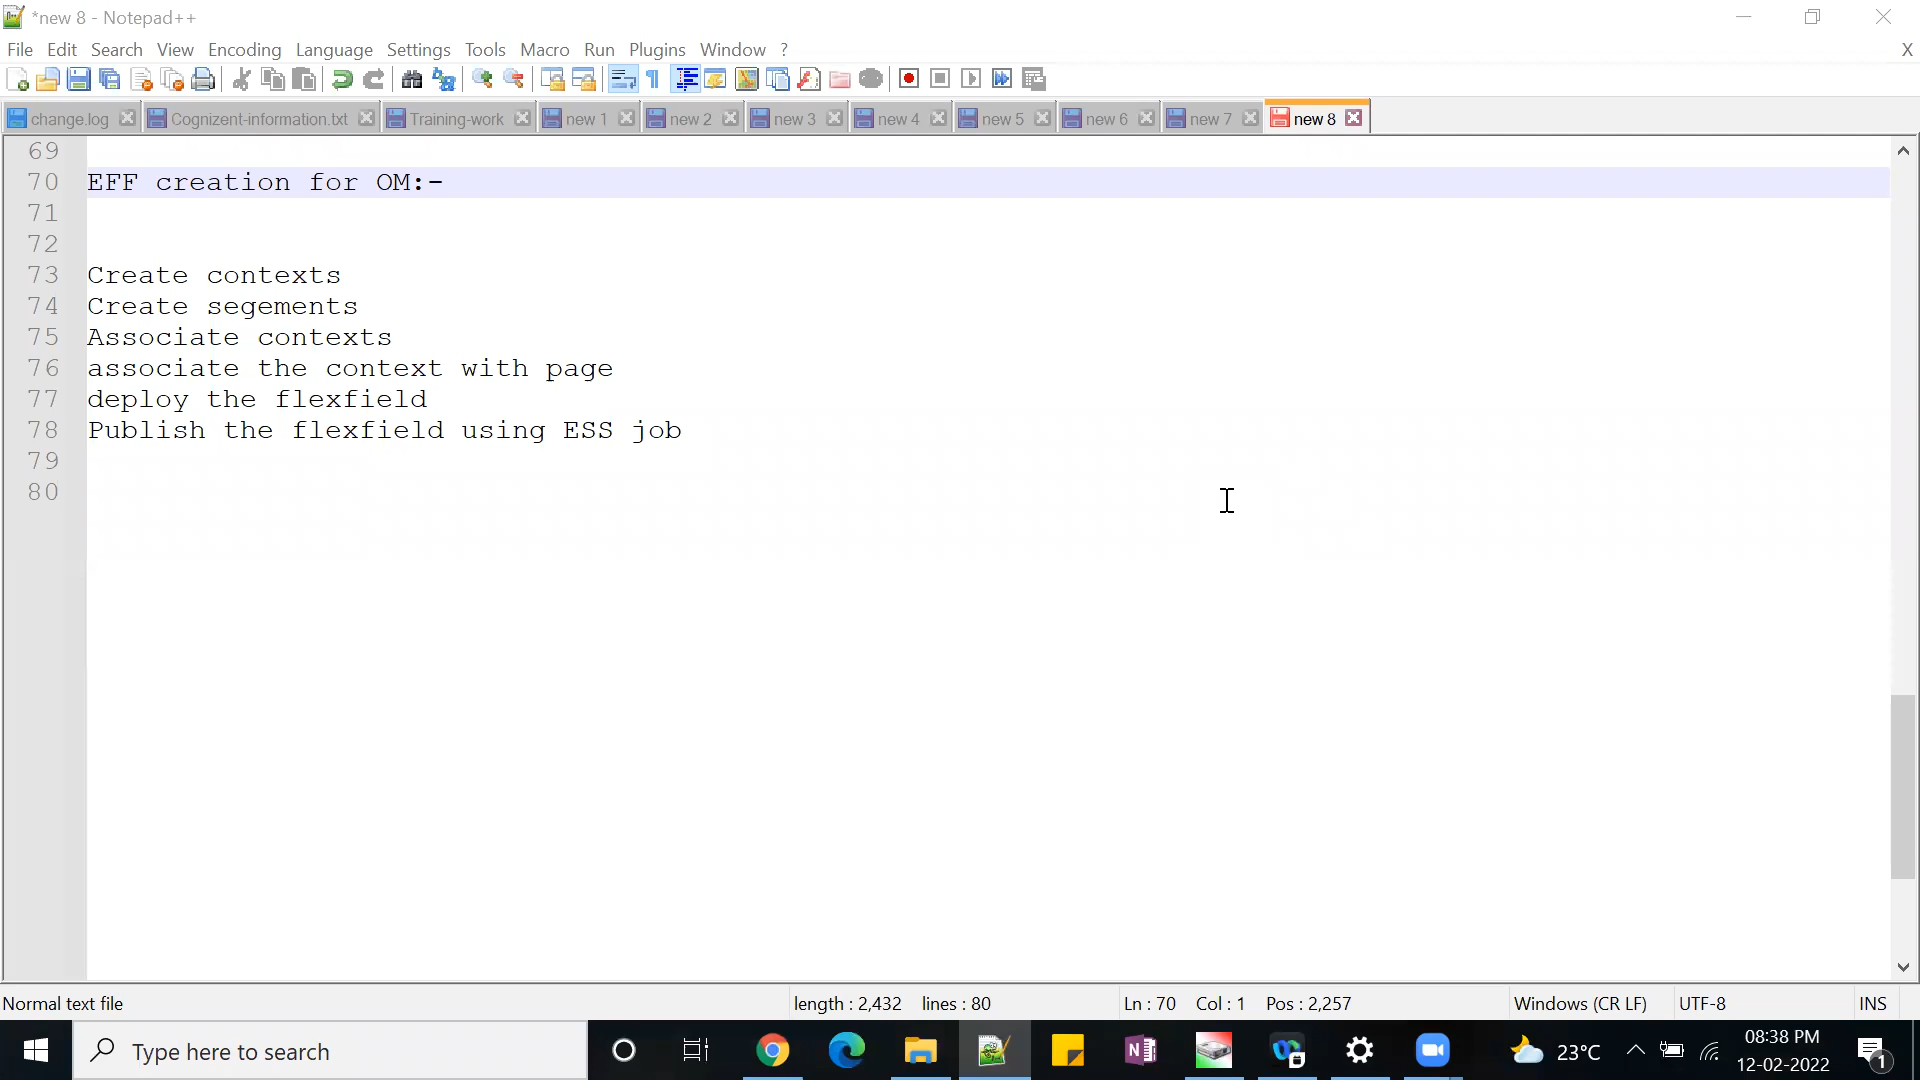 *new 8 - Notepad++
File Edit Search View Encoding Language Settings Tools Macro Run Plugins Window ? X
change.log Cognizent-information.txt Training-work new 1 new 2 new 3 new 4 new 5 new 6 new 7 new 8
69
70 EFF creation for OM:-
71
72
73 Create contexts
74 Create segements
75 Associate contexts
76 associate the context with page
77 deploy the flexfield
78 Publish the flexfield using ESS job
79
80
Normal text file length : 2,432 lines : 80 Ln : 70 Col : 1 Pos : 2,257 Windows (CR LF) UTF-8 INS
Type here to search 23°C 08:38 PM
12-02-2022 1